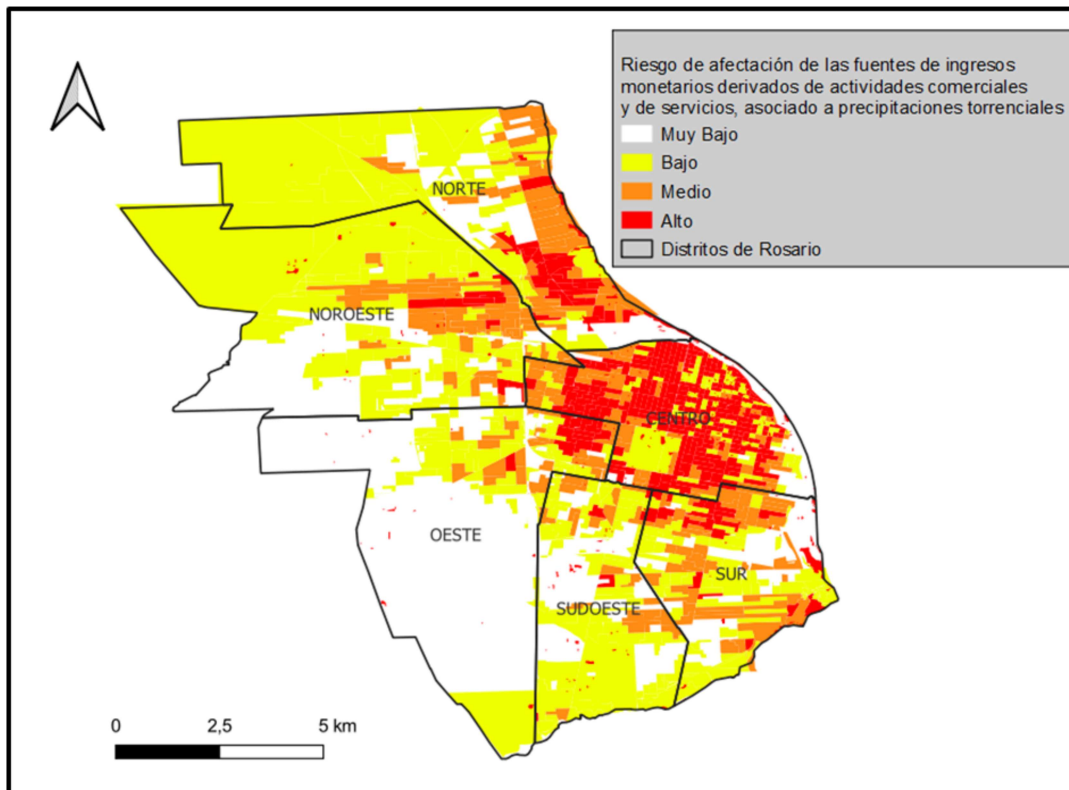 Riesgo de afectación de las fuentes de ingresos
monetarios derivados de actividades comerciales
y de servicios, asociado a precipitaciones torrenciales
Muy Bajo
Bajo
Medio
Alto
Distritos de Rosario
NORTE
NOROESTE
CENTRO
OESTE
SUR
SUDOESTE
0 2,5 5 km